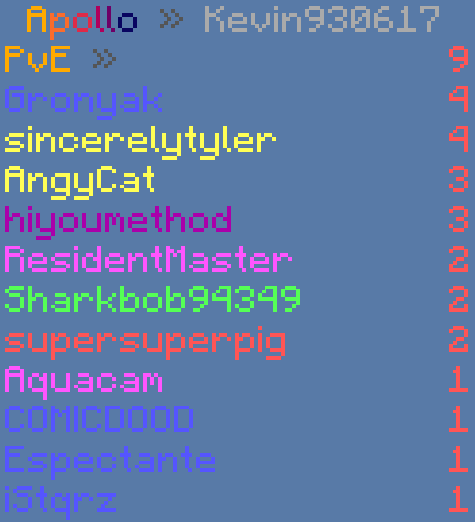 Apollo » Kevin930617
PvE » 9
Gronyak 4
sincerelytyler 4
AngyCat 3
hiyoumethod 3
ResidentMaster 2
Sharkbob94349 2
supersuperpig 2
Aquacam 1
COMICDOOD 1
Espectante 1
iStqrz 1